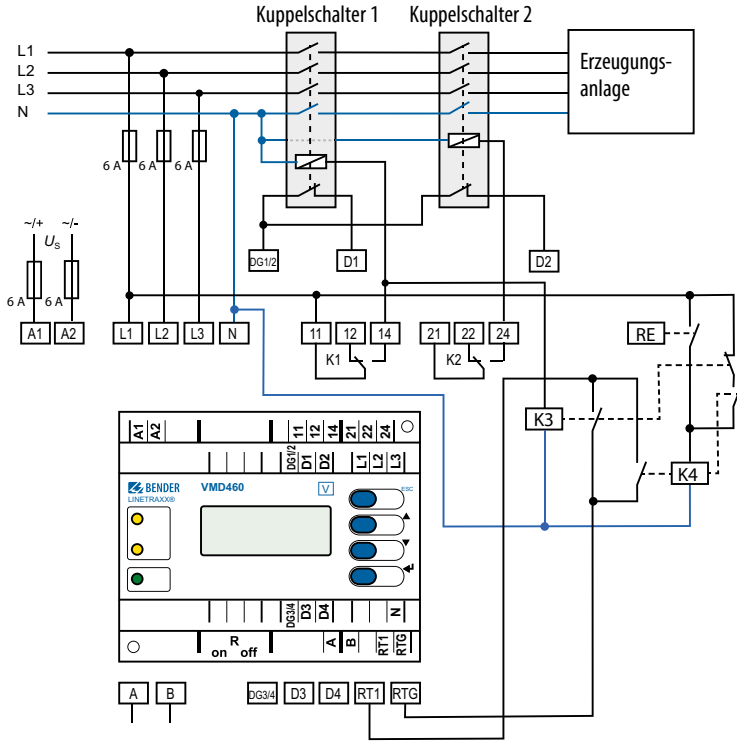 Kuppelschalter 1
Kuppelschalter 2
L1
L2
L3
N
Erzeugungs-
anlage
6 A
6 A
6 A
~/+
~/-
US
6 A
6 A
DG1/2
D1
D2
A1
A2
L1
L2
L3
N
11
12
14
21
22
24
RE
K1
K2
K3
K4
A1
A2
11
12
14
21
22
24
DG1/2
D1
D2
L1
L2
L3
BENDER
LINETRAXX®
VMD460
V
ESC
DG3/4
D3
D4
N
R
on off
A
B
RT1
RTG
A
B
DG3/4
D3
D4
RT1
RTG